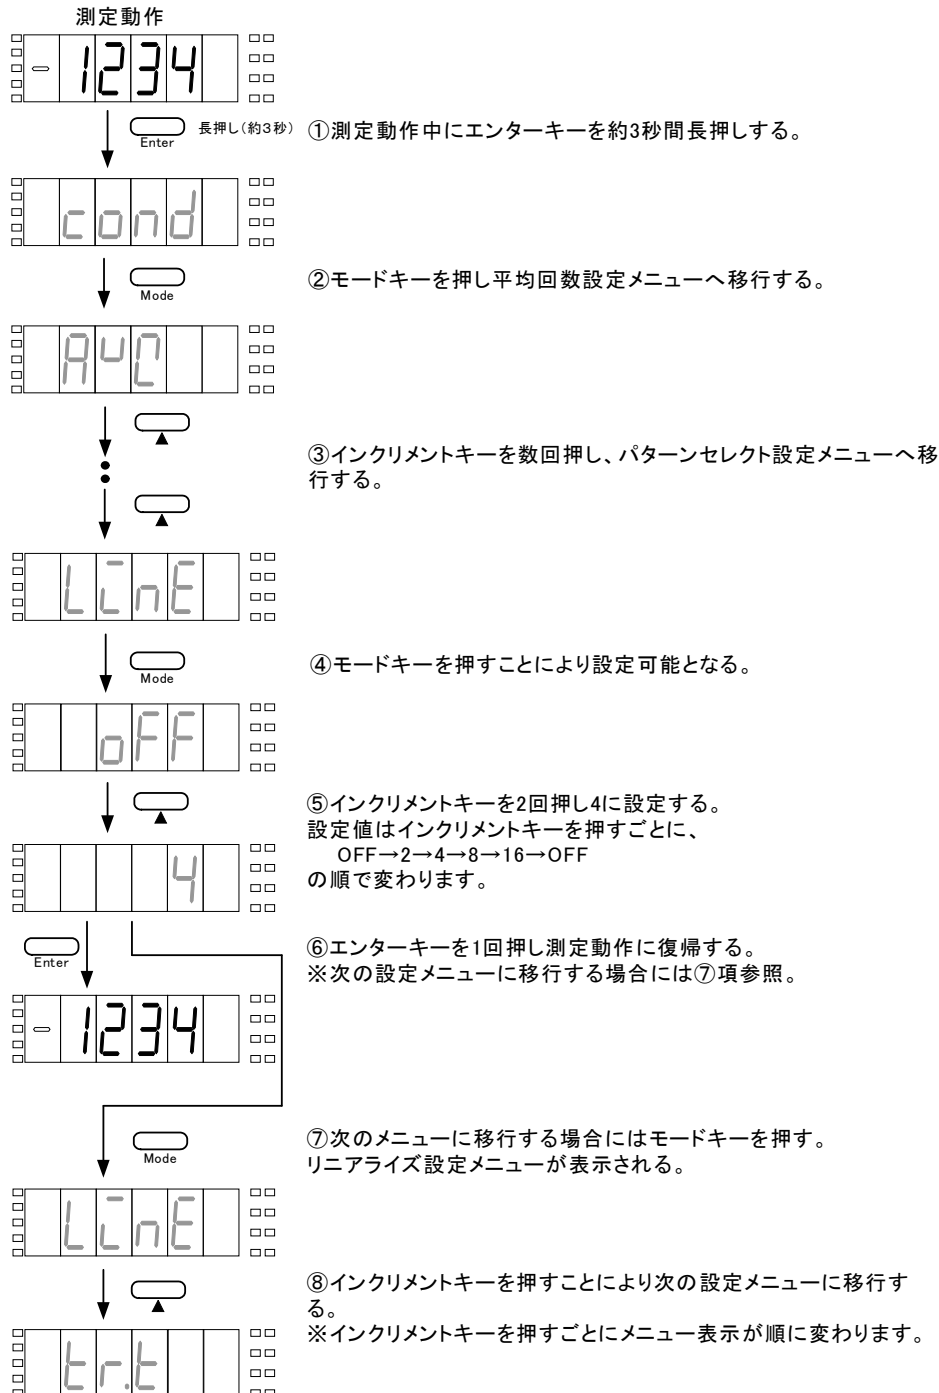 測定動作
-1234
Enter
長押し(約3秒)
①測定動作中にエンターキーを約3秒間長押しする。
cond
Mode
②モードキーを押し平均回数設定メニューへ移行する。
AuG
③インクリメントキーを数回押し、パターンセレクト設定メニューへ移
行する。
LinE
Mode
④モードキーを押すことにより設定可能となる。
oFF
⑤インクリメントキーを2回押し4に設定する。
設定値はインクリメントキーを押すごとに、
OFF→2→4→8→16→OFF
の順で変わります。
4
Enter
⑥エンターキーを1回押し測定動作に復帰する。
※次の設定メニューに移行する場合には⑦項参照。
-1234
Mode
⑦次のメニューに移行する場合にはモードキーを押す。
リニアライズ設定メニューが表示される。
LinE
⑧インクリメントキーを押すことにより次の設定メニューに移行す
る。
※インクリメントキーを押すごとにメニュー表示が順に変わります。
tr.t